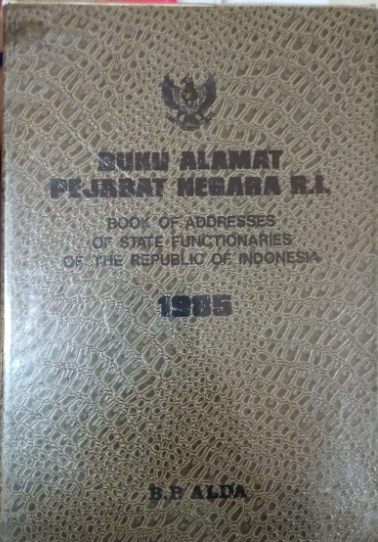 BUKU ALAMAT
PEJABAT NEGARA R.I.
BOOK OF ADDRESSES
OF STATE FUNCTIONARIES
OF THE REPUBLIC OF INDONESIA
1985
B.P ALDA